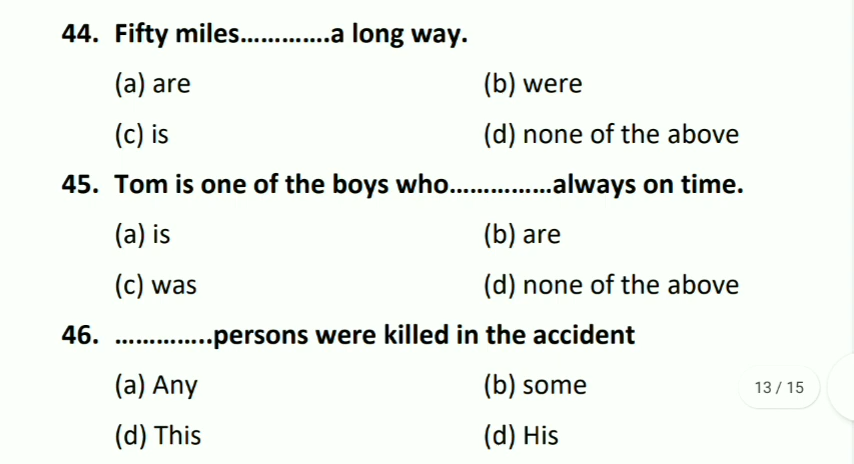 44. Fifty miles.............a long way.
(a) are (b) were
(c) is (d) none of the above
45. Tom is one of the boys who...............always on time.
(a) is (b) are
(c) was (d) none of the above
46. ..............persons were killed in the accident
(a) Any (b) some
13 / 15
(d) This (d) His